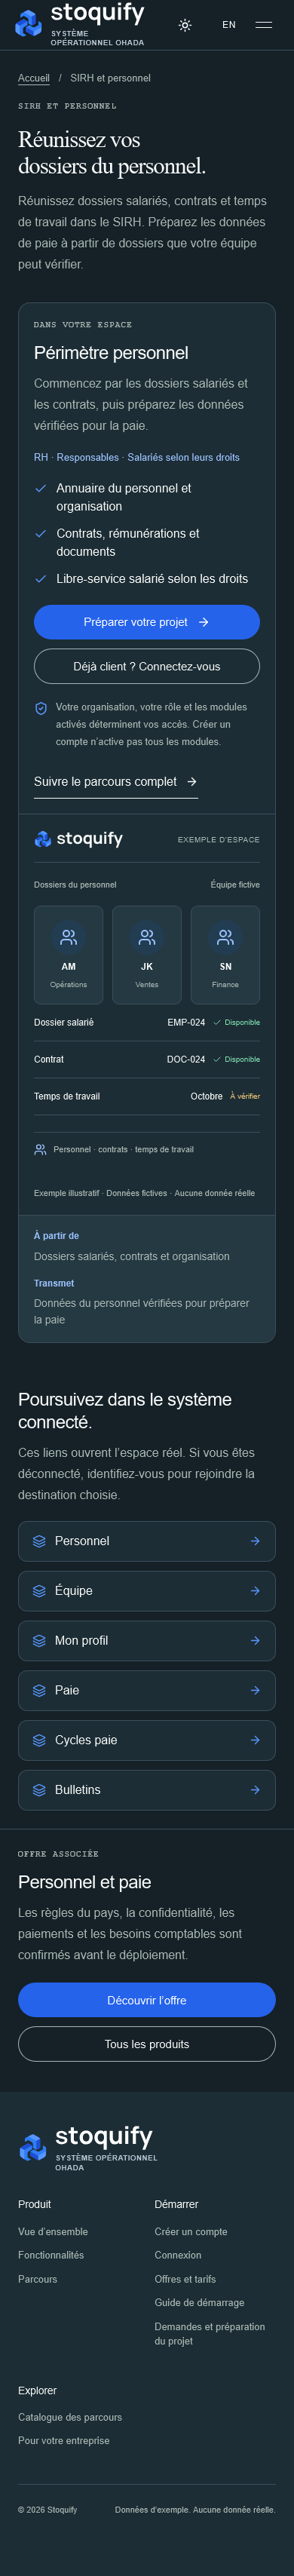 stoquify
SYSTÈME
OPÉRATIONNEL OHADA
EN
Accueil / SIRH et personnel
SIRH ET PERSONNEL
Réunissez vos
dossiers du personnel.
Réunissez dossiers salariés, contrats et temps
de travail dans le SIRH. Préparez les données
de paie à partir de dossiers que votre équipe
peut vérifier.
DANS VOTRE ESPACE
Périmètre personnel
Commencez par les dossiers salariés et
les contrats, puis préparez les données
vérifiées pour la paie.
RH · Responsables · Salariés selon leurs droits
Annuaire du personnel et
organisation
Contrats, rémunérations et
documents
Libre-service salarié selon les droits
Préparer votre projet
Déjà client ? Connectez-vous
Votre organisation, votre rôle et les modules
activés déterminent vos accès. Créer un
compte n’active pas tous les modules.
Suivre le parcours complet
stoquify
EXEMPLE D’ESPACE
Dossiers du personnel
Équipe fictive
AM
Opérations
JK
Ventes
SN
Finance
Dossier salarié
EMP-024
Disponible
Contrat
DOC-024
Disponible
Temps de travail
Octobre
À vérifier
Personnel · contrats · temps de travail
Exemple illustratif · Données fictives · Aucune donnée réelle
À partir de
Dossiers salariés, contrats et organisation
Transmet
Données du personnel vérifiées pour préparer
la paie
Poursuivez dans le système
connecté.
Ces liens ouvrent l’espace réel. Si vous êtes
déconnecté, identifiez-vous pour rejoindre la
destination choisie.
Personnel
Équipe
Mon profil
Paie
Cycles paie
Bulletins
OFFRE ASSOCIÉE
Personnel et paie
Les règles du pays, la confidentialité, les
paiements et les besoins comptables sont
confirmés avant le déploiement.
Découvrir l’offre
Tous les produits
stoquify
SYSTÈME OPÉRATIONNEL
OHADA
Produit
Vue d’ensemble
Fonctionnalités
Parcours
Démarrer
Créer un compte
Connexion
Offres et tarifs
Guide de démarrage
Demandes et préparation
du projet
Explorer
Catalogue des parcours
Pour votre entreprise
© 2026 Stoquify
Données d’exemple. Aucune donnée réelle.